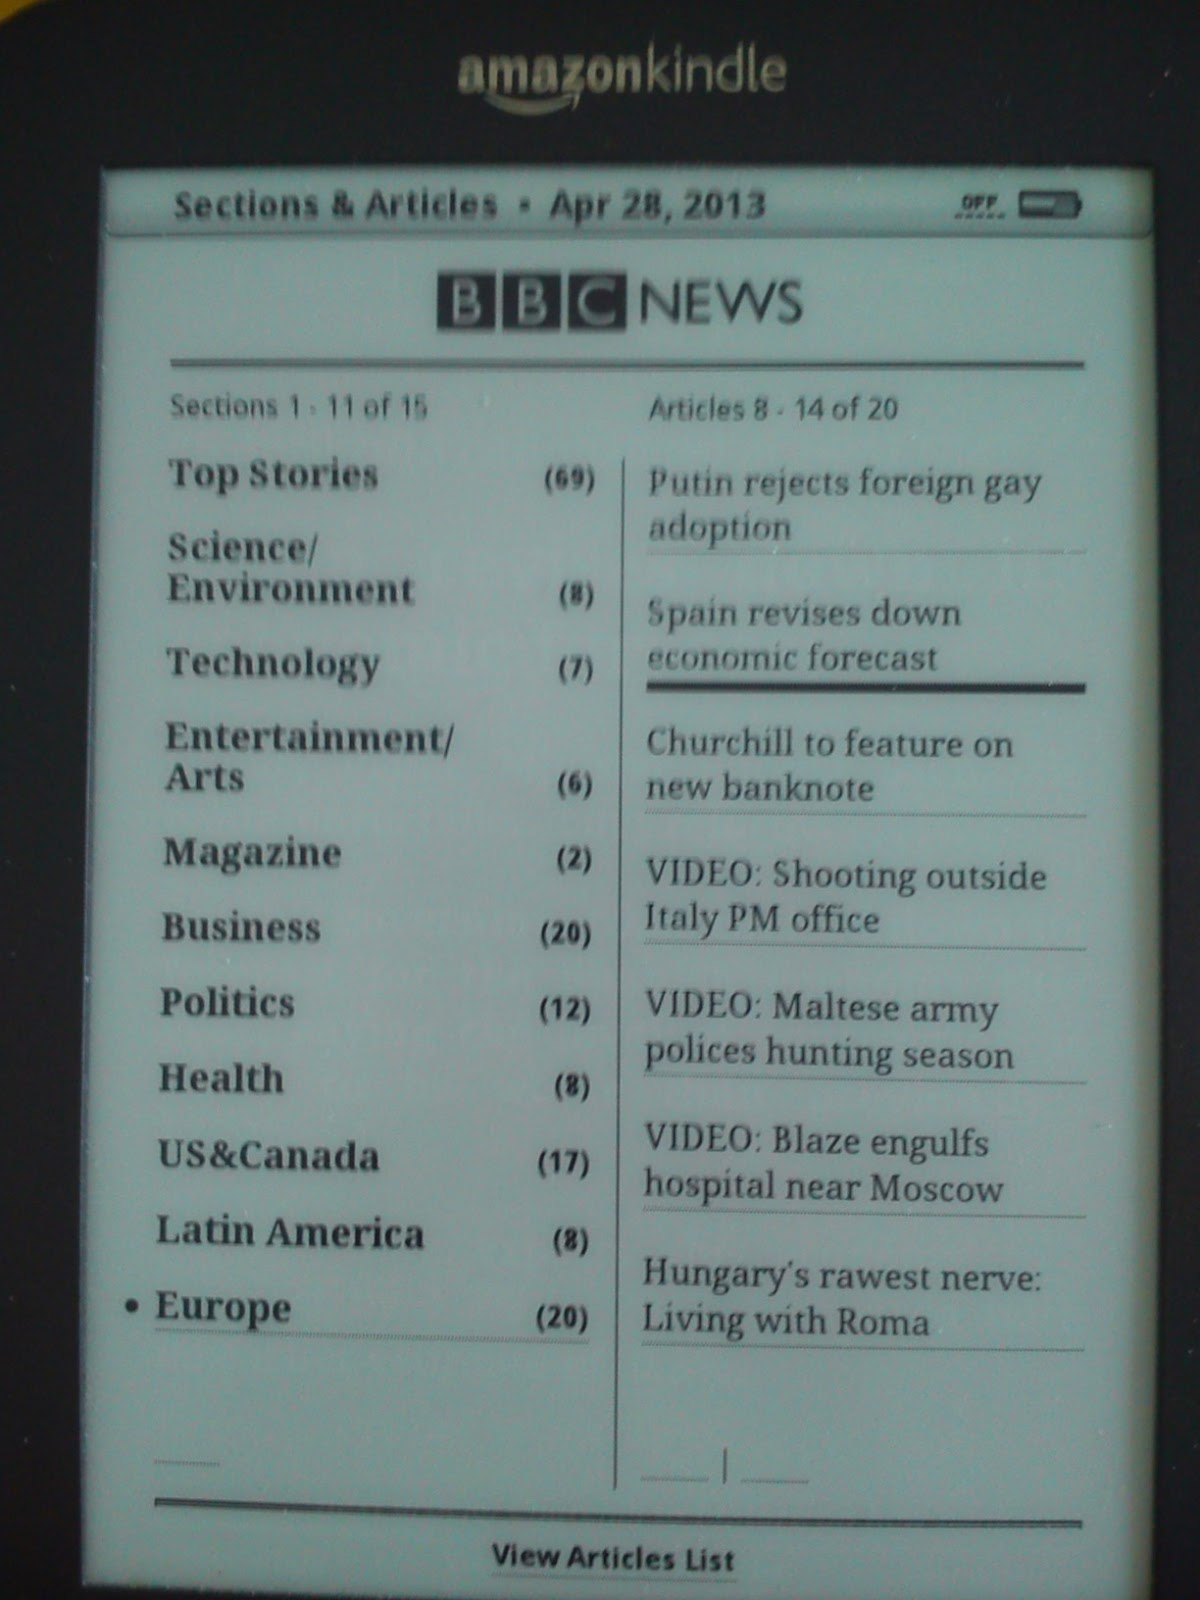 amazonkindle
Sections & Articles • Apr 28, 2013 OFF
BBC NEWS
Sections 1 - 11 of 15
Top Stories (69)
Science/
Environment (8)
Technology (7)
Entertainment/
Arts (6)
Magazine (2)
Business (20)
Politics (12)
Health (8)
US&Canada (17)
Latin America (8)
• Europe (20)
Articles 8 - 14 of 20
Putin rejects foreign gay
adoption
Spain revises down
economic forecast
Churchill to feature on
new banknote
VIDEO: Shooting outside
Italy PM office
VIDEO: Maltese army
polices hunting season
VIDEO: Blaze engulfs
hospital near Moscow
Hungary's rawest nerve:
Living with Roma
View Articles List